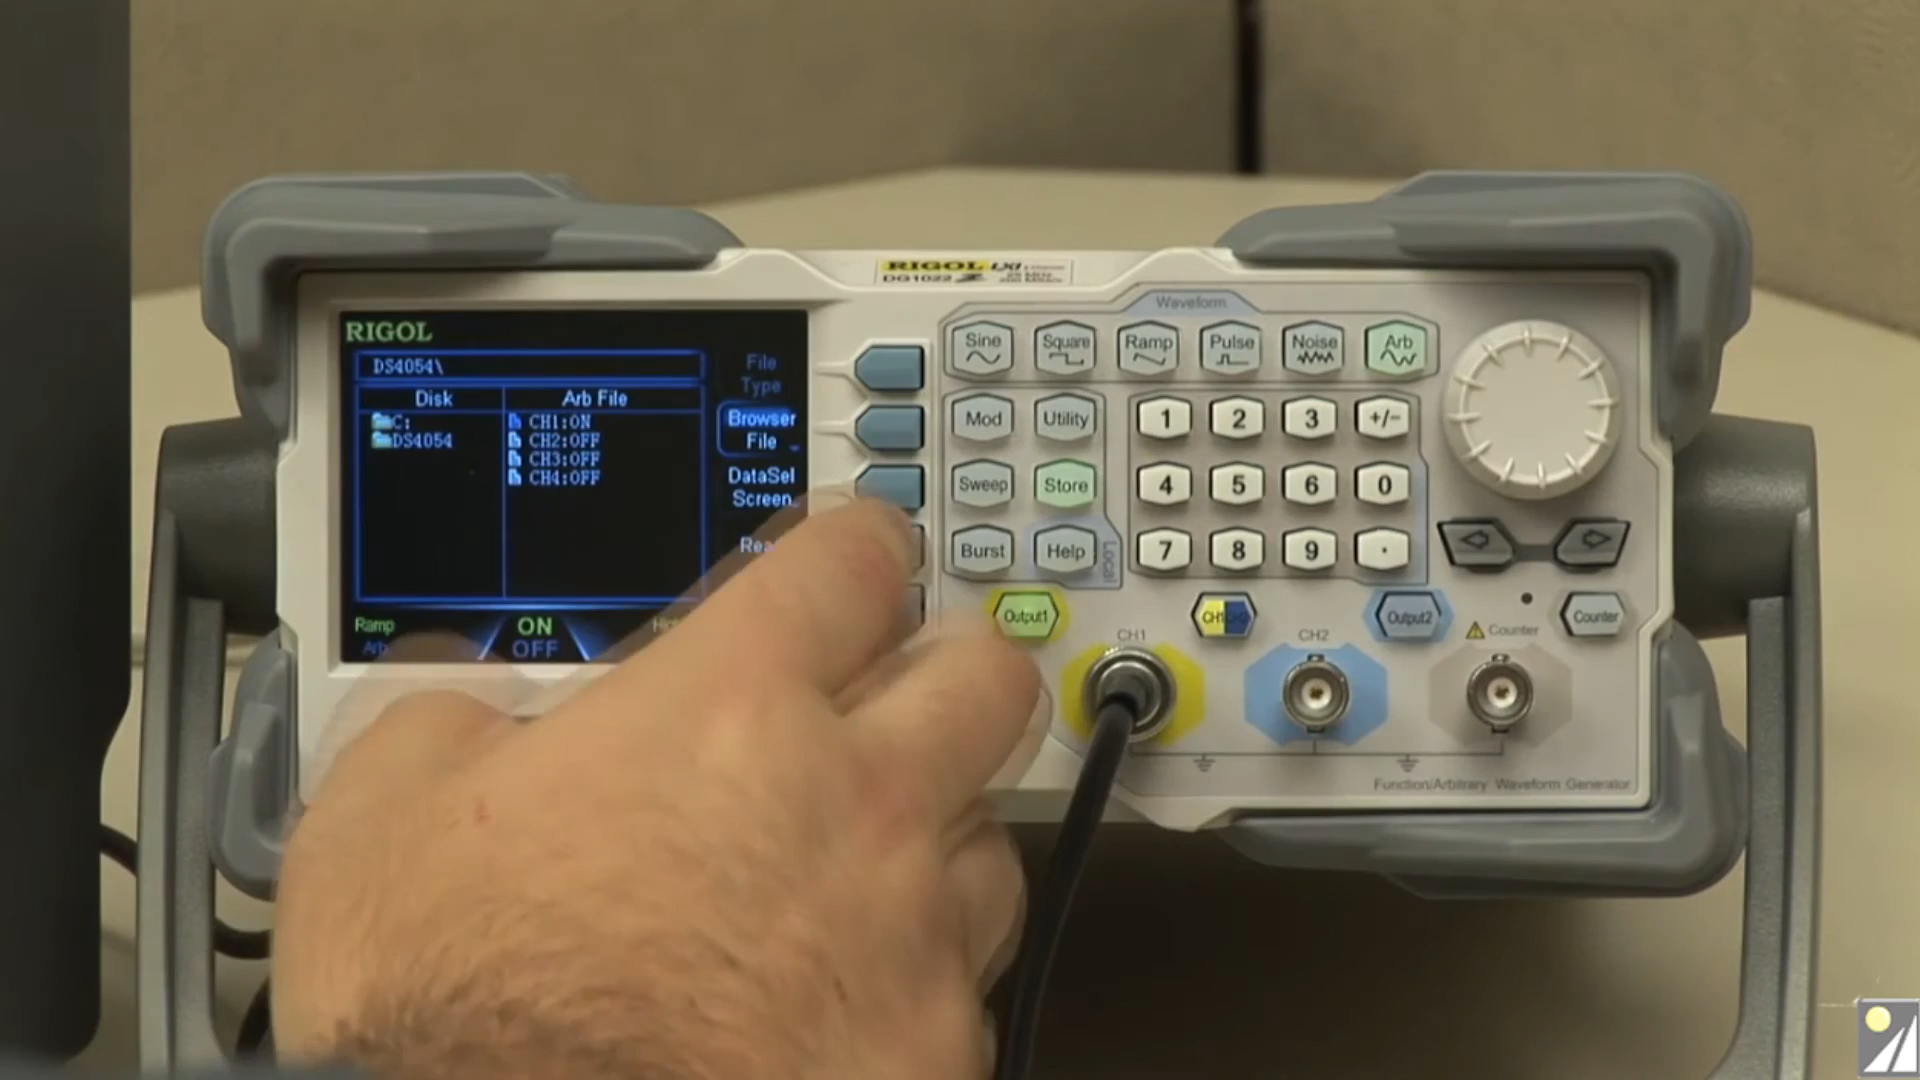 RIGOL
DG1022 Z
RIGOL
DS4054\
Disk
Arb File
C:
DS4054
CH1:ON
CH2:OFF
CH3:OFF
CH4:OFF
File
Type
Browser
File
DataSel
Screen
Ramp
Arb
ON
OFF
Waveform
Sine
Square
Ramp
Pulse
Noise
Arb
Mod
Utility
1
2
3
+/-
Sweep
Store
4
5
6
0
Burst
Help
Local
7
8
9
.
Output1
Output2
Counter
CH1
CH2
Counter
Function/Arbitrary Waveform Generator